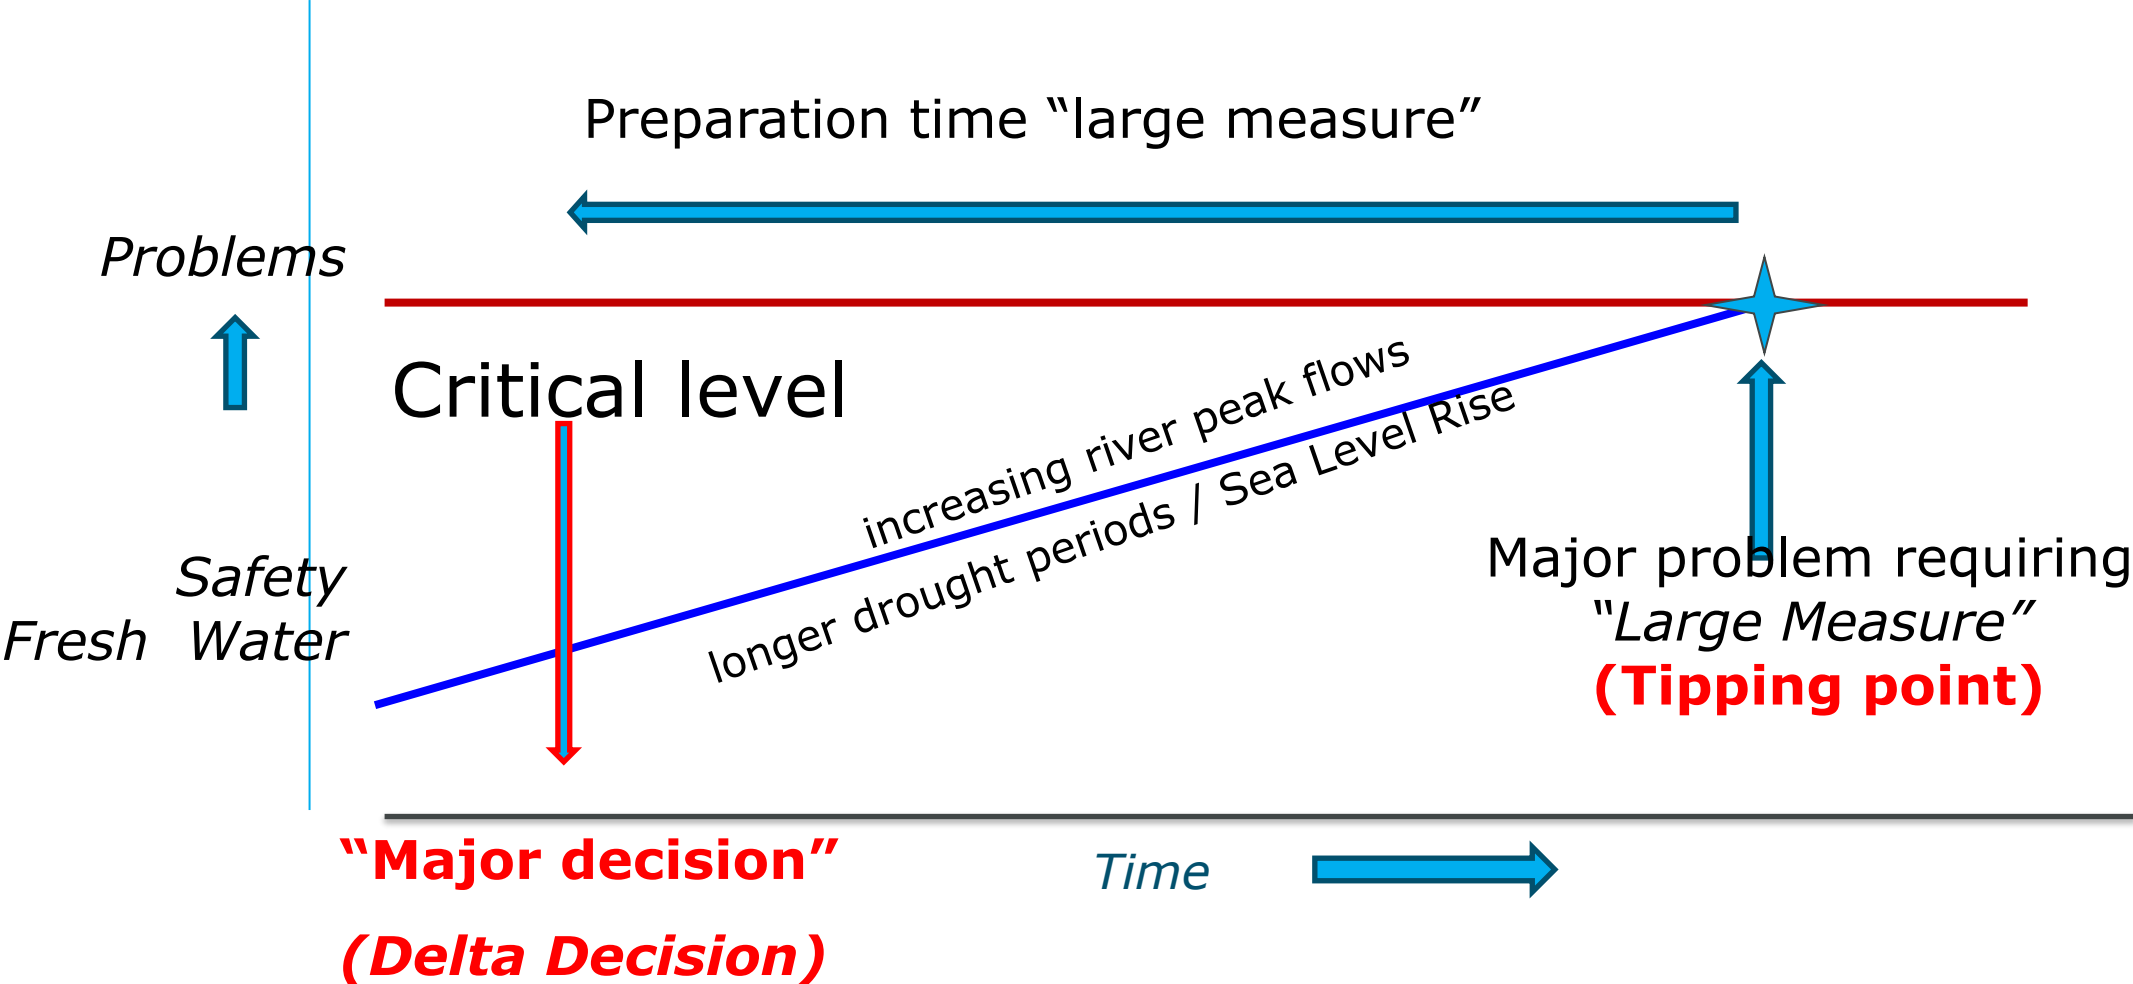 Preparation time “large measure”
Problems
Critical level
increasing river peak flows
longer drought periods / Sea Level Rise
Safety
Fresh Water
Major problem requiring
“Large Measure”
(Tipping point)
“Major decision”
(Delta Decision)
Time